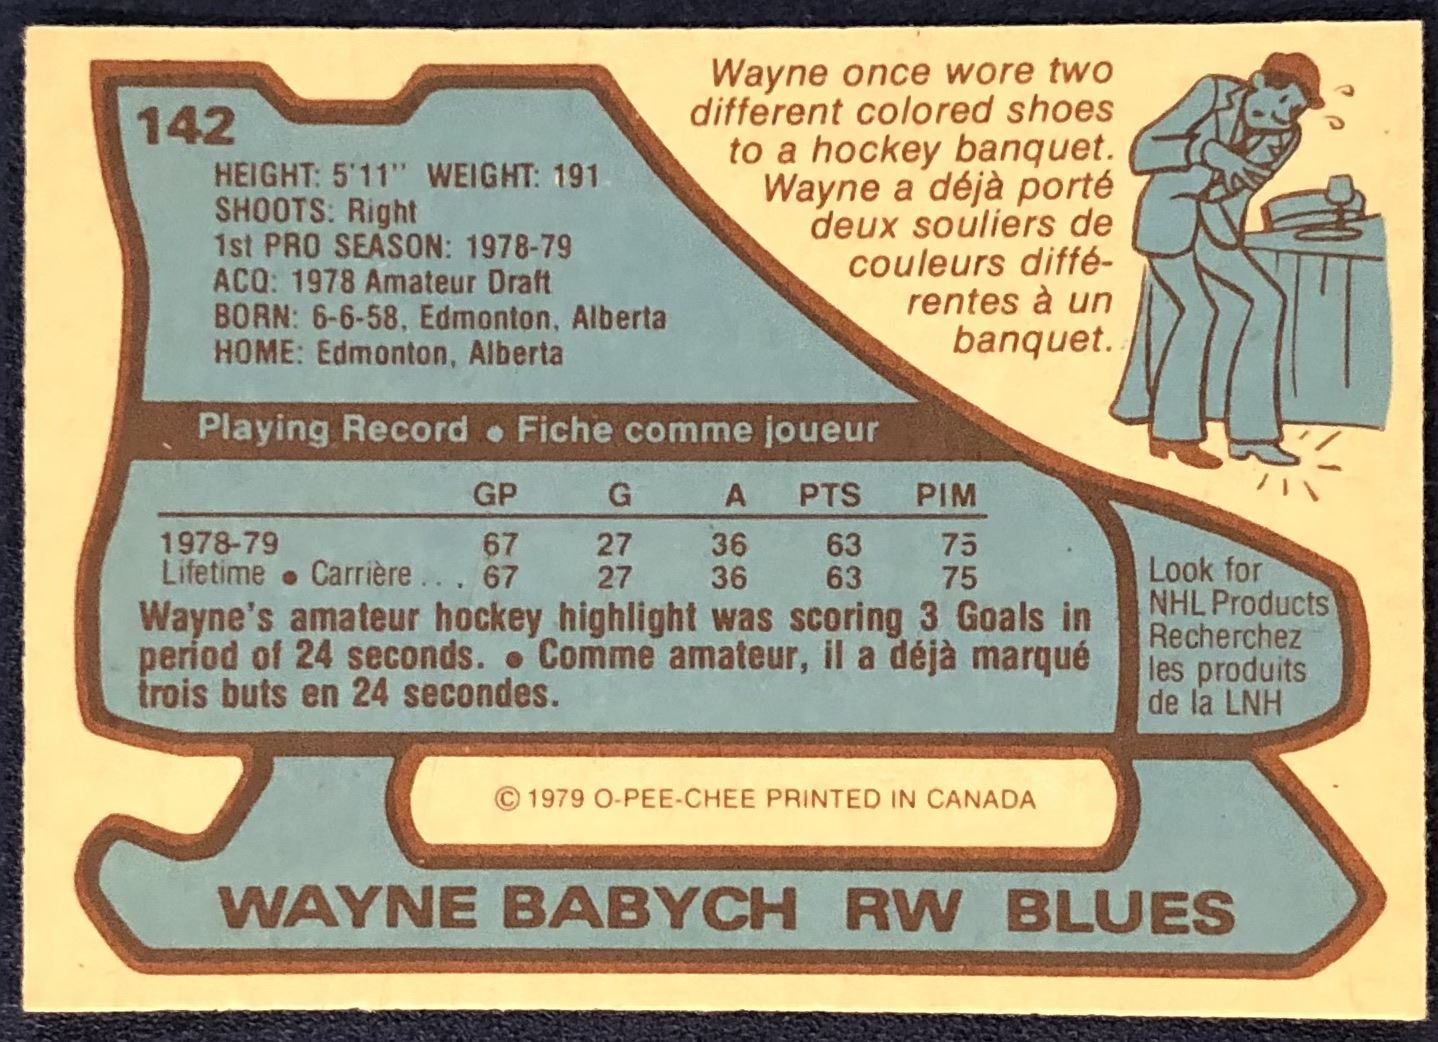 142
HEIGHT: 5'11" WEIGHT: 191
SHOOTS: Right
1st PRO SEASON: 1978-79
ACQ: 1978 Amateur Draft
BORN: 6-6-58, Edmonton, Alberta
HOME: Edmonton, Alberta
Wayne once wore two
different colored shoes
to a hockey banquet.
Wayne a déjà porté
deux souliers de
couleurs diffé-
rentes à un
banquet.
Playing Record • Fiche comme joueur
GP G A PTS PIM
1978-79 67 27 36 63 75
Lifetime • Carrière ... 67 27 36 63 75
Wayne's amateur hockey highlight was scoring 3 Goals in
period of 24 seconds. • Comme amateur, il a déjà marqué
trois buts en 24 secondes.
Look for
NHL Products
Recherchez
les produits
de la LNH
© 1979 O-PEE-CHEE PRINTED IN CANADA
WAYNE BABYCH RW BLUES